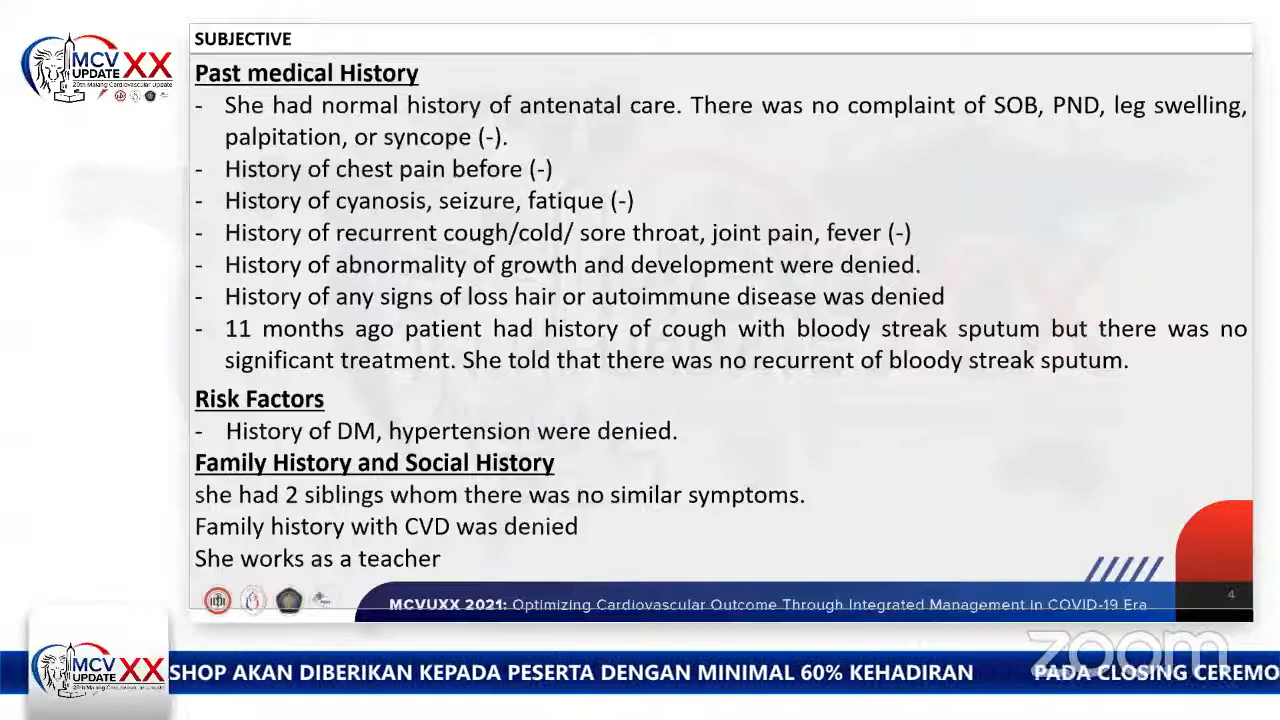 MCV XX
UPDATE
20th Malang Cardiovascular Update
SUBJECTIVE
Past medical History
- She had normal history of antenatal care. There was no complaint of SOB, PND, leg swelling,
palpitation, or syncope (-).
- History of chest pain before (-)
- History of cyanosis, seizure, fatique (-)
- History of recurrent cough/cold/ sore throat, joint pain, fever (-)
- History of abnormality of growth and development were denied.
- History of any signs of loss hair or autoimmune disease was denied
- 11 months ago patient had history of cough with bloody streak sputum but there was no
significant treatment. She told that there was no recurrent of bloody streak sputum.
Risk Factors
- History of DM, hypertension were denied.
Family History and Social History
she had 2 siblings whom there was no similar symptoms.
Family history with CVD was denied
She works as a teacher
MCVUXX 2021: Optimizing Cardiovascular Outcome Through Integrated Management in COVID-19 Era
4
zoom
MCV XX
UPDATE
SHOP AKAN DIBERIKAN KEPADA PESERTA DENGAN MINIMAL 60% KEHADIRAN PADA CLOSING CEREMO